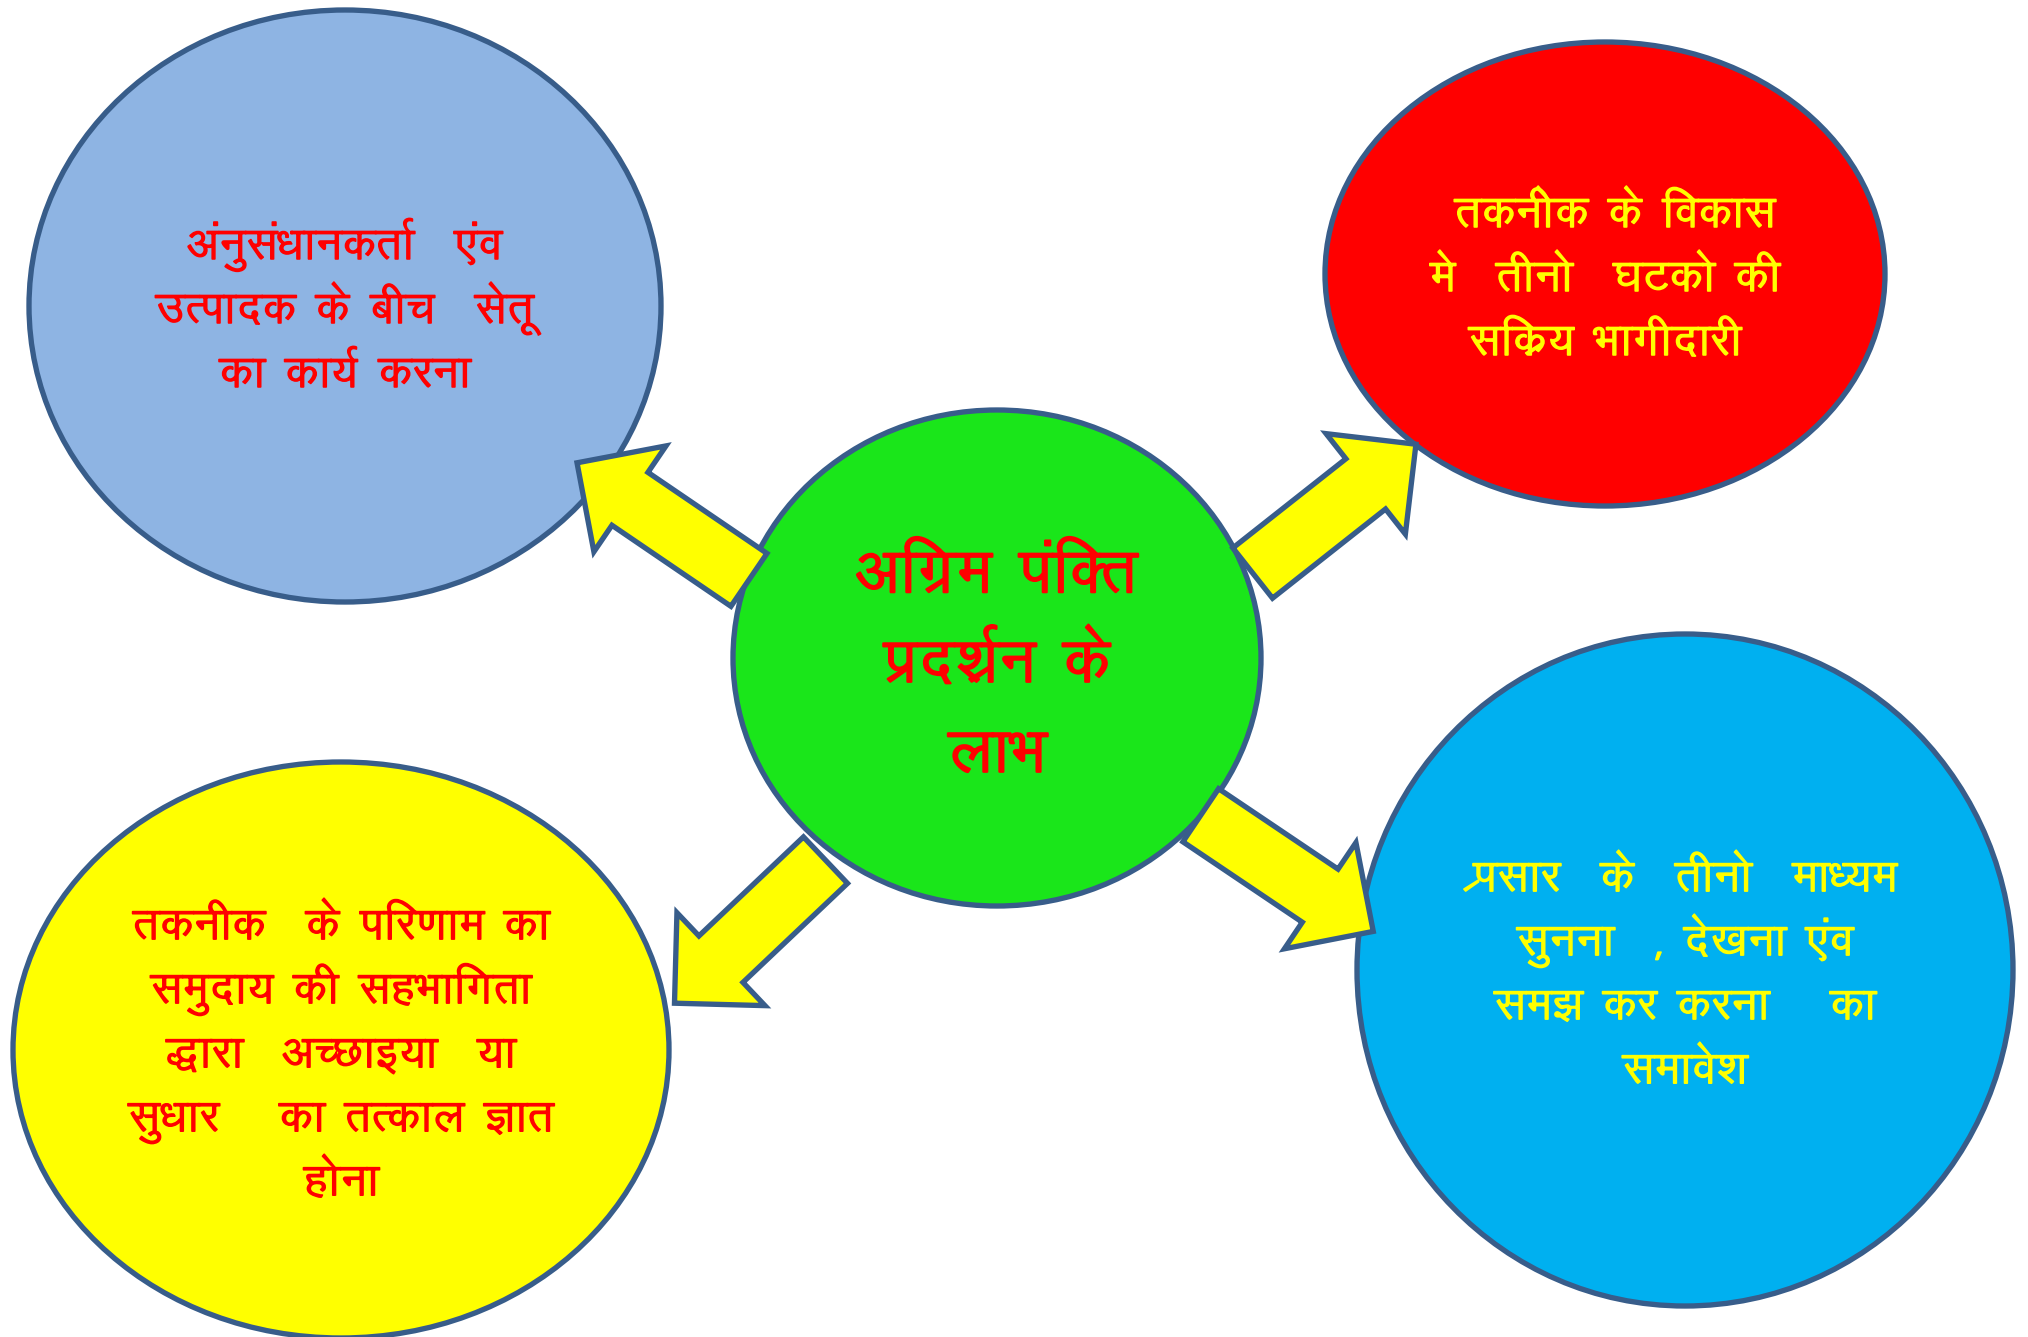 अंनुसंधानकर्ता एंव
उत्पादक के बीच सेतू
का कार्य करना
तकनीक के विकास
मे तीनो घटको की
सक्रिय भागीदारी
अग्रिम पंक्ति
प्रदर्श्रन के
लाभ
तकनीक के परिणाम का
समुदाय की सहभागिता
द्धारा अच्छाइया या
सुधार का तत्काल ज्ञात
होना
प्रसार के तीनो माध्यम
सुनना , देखना एंव
समझ कर करना का
समावेश